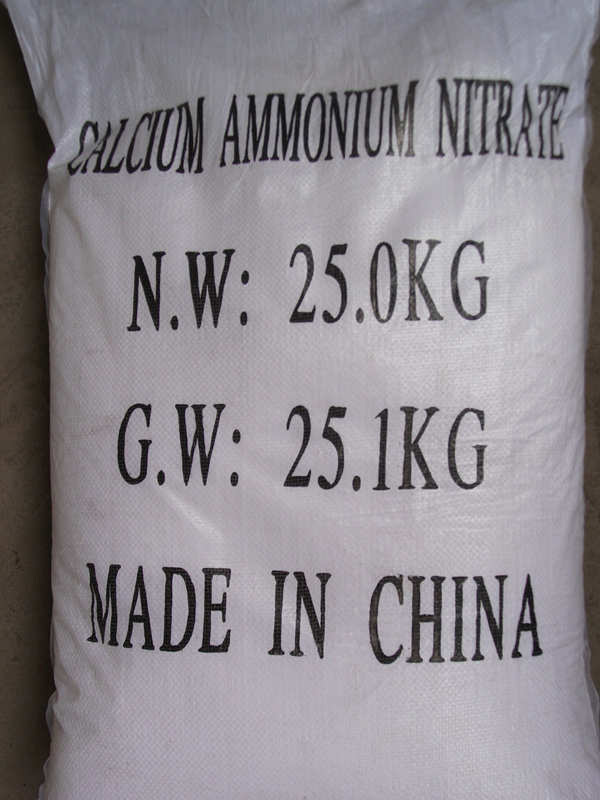 CALCIUM AMMONIUM NITRATE
N.W: 25.0KG
G.W: 25.1KG
MADE IN CHINA